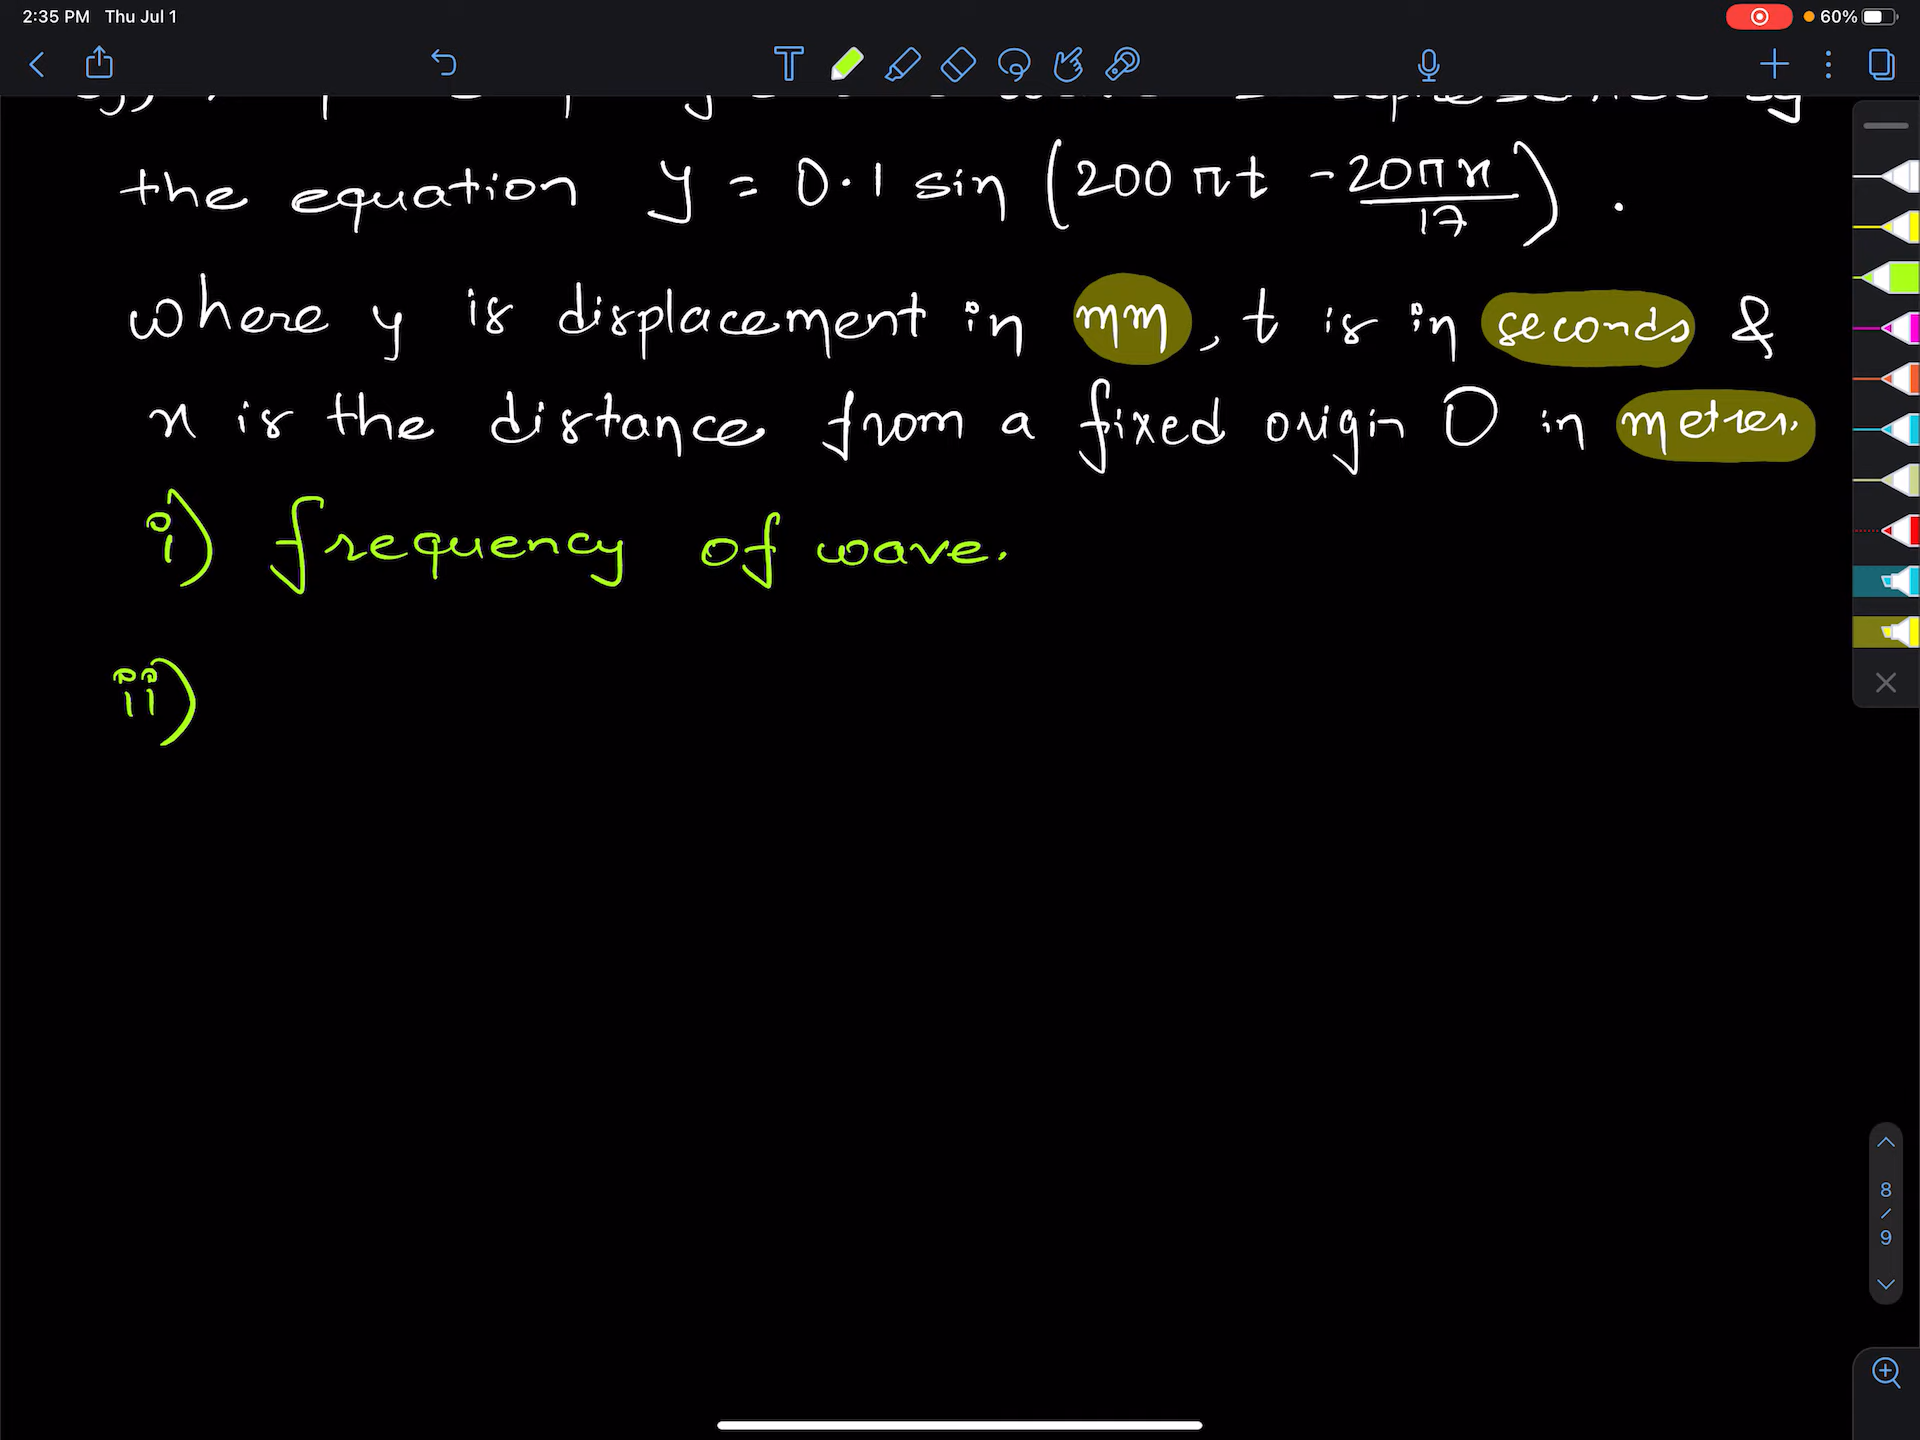 2:35 PM Thu Jul 1
60%
T
the equation y = 0.1 sin (200 πt - 20πx/17).
where y is displacement in mm, t is in seconds &
x is the distance from a fixed origin O in metres.
i) frequency of wave.
ii)
8
/
9